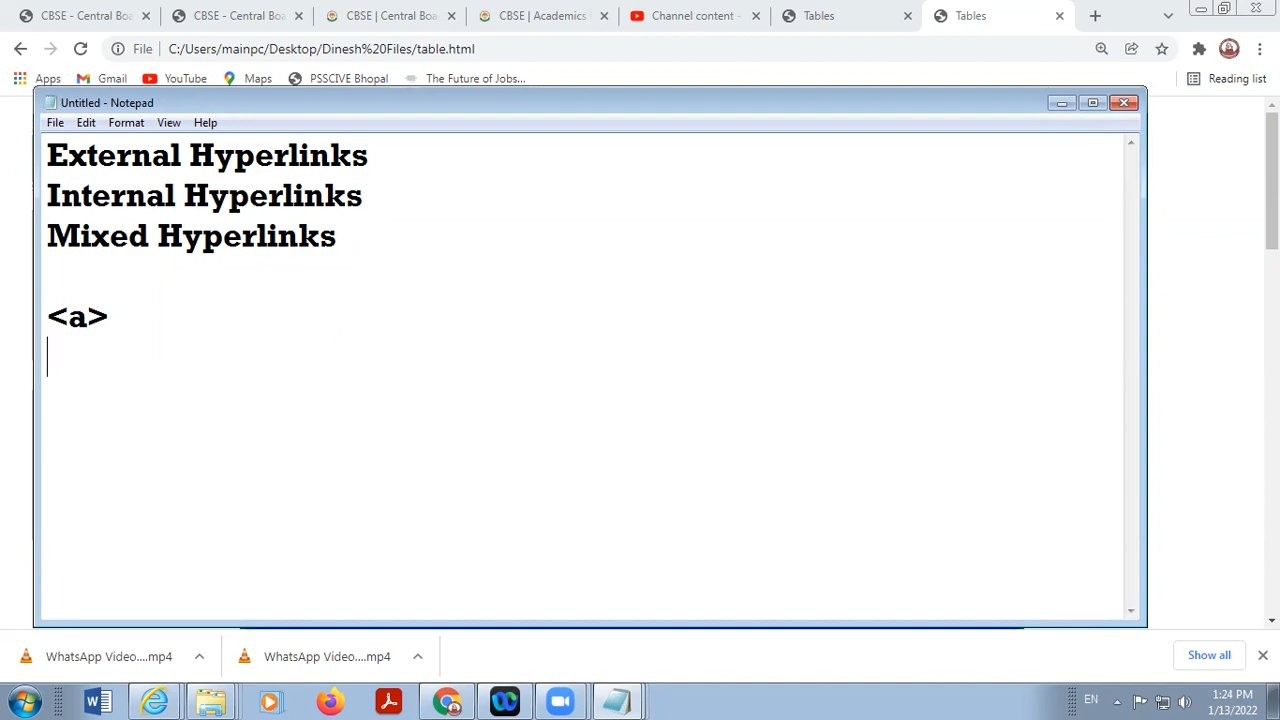 CBSE - Central Boa
CBSE - Central Boa
CBSE | Central Boa
CBSE | Academics
Channel content -
Tables
Tables
File
C:/Users/mainpc/Desktop/Dinesh%20Files/table.html
Apps
Gmail
YouTube
Maps
PSSCIVE Bhopal
The Future of Jobs...
Reading list
Untitled - Notepad
File Edit Format View Help
External Hyperlinks
Internal Hyperlinks
Mixed Hyperlinks
<a>
WhatsApp Video....mp4
WhatsApp Video....mp4
Show all
EN
1:24 PM
1/13/2022